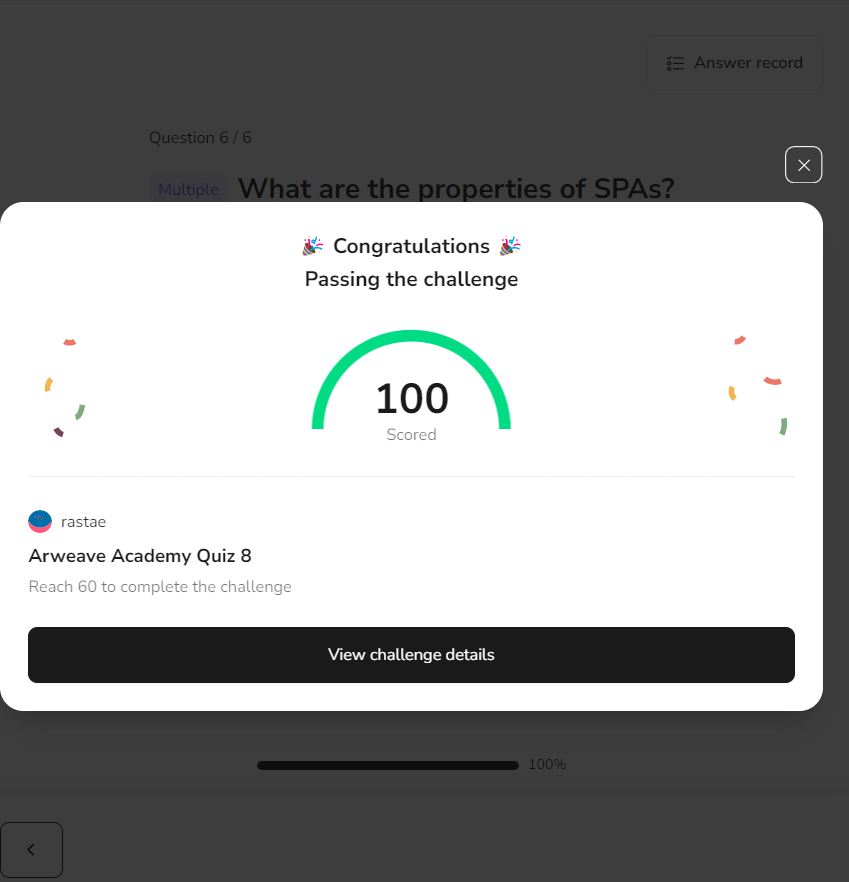 Answer record
Question 6 / 6
Multiple What are the properties of SPAs?
🎉 Congratulations 🎉
Passing the challenge
100
Scored
rastae
Arweave Academy Quiz 8
Reach 60 to complete the challenge
View challenge details
100%